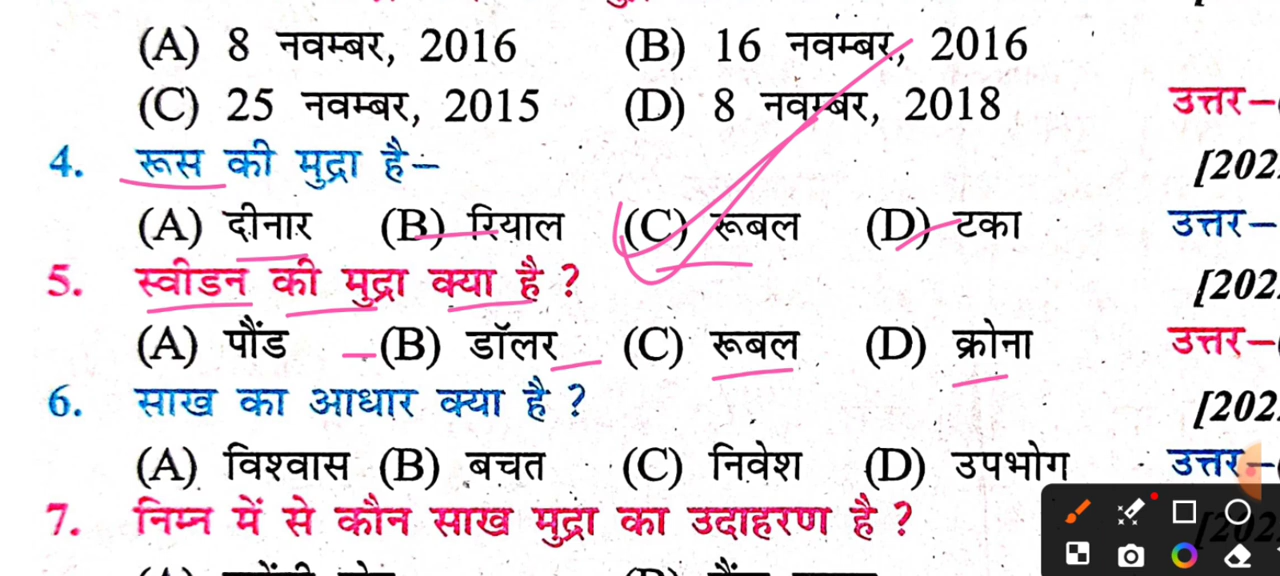 (A) 8 नवम्बर, 2016 (B) 16 नवम्बर, 2016
(C) 25 नवम्बर, 2015 (D) 8 नवम्बर, 2018 उत्तर–
4. रूस की मुद्रा है– [202
(A) दीनार (B) रियाल (C) रूबल (D) टका उत्तर–
5. स्वीडन की मुद्रा क्या है ? [202
(A) पौंड (B) डॉलर (C) रूबल (D) क्रोना उत्तर–
6. साख का आधार क्या है ? [202
(A) विश्वास (B) बचत (C) निवेश (D) उपभोग उत्तर–
7. निम्न में से कौन साख मुद्रा का उदाहरण है ? [202